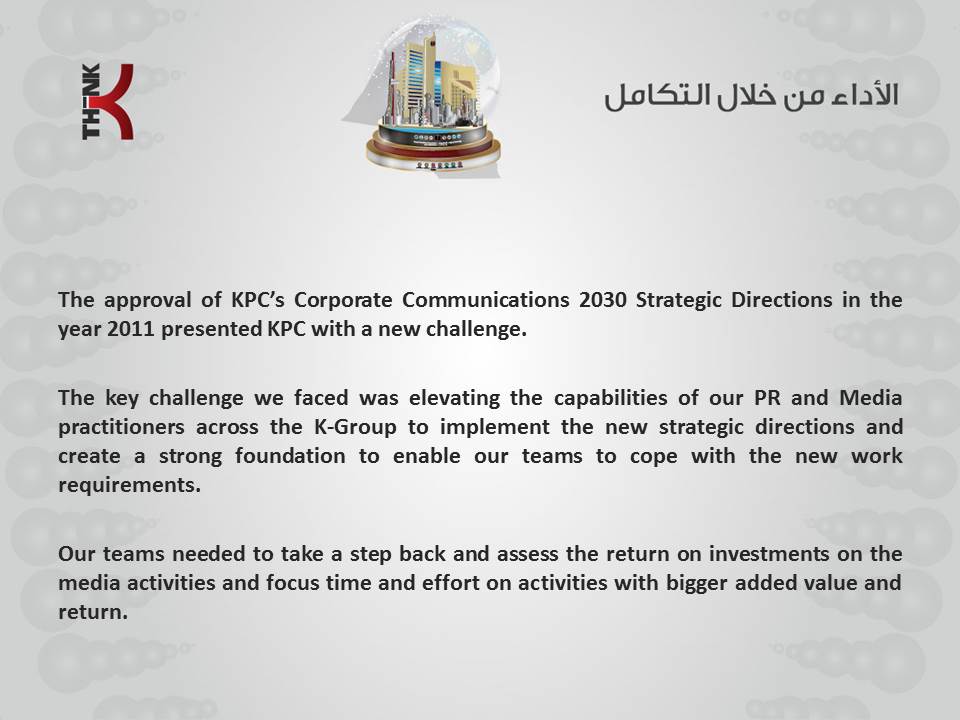 THINK
K
الأداء من خلال التكامل
The approval of KPC’s Corporate Communications 2030 Strategic Directions in the
year 2011 presented KPC with a new challenge.
The key challenge we faced was elevating the capabilities of our PR and Media
practitioners across the K-Group to implement the new strategic directions and
create a strong foundation to enable our teams to cope with the new work
requirements.
Our teams needed to take a step back and assess the return on investments on the
media activities and focus time and effort on activities with bigger added value and
return.